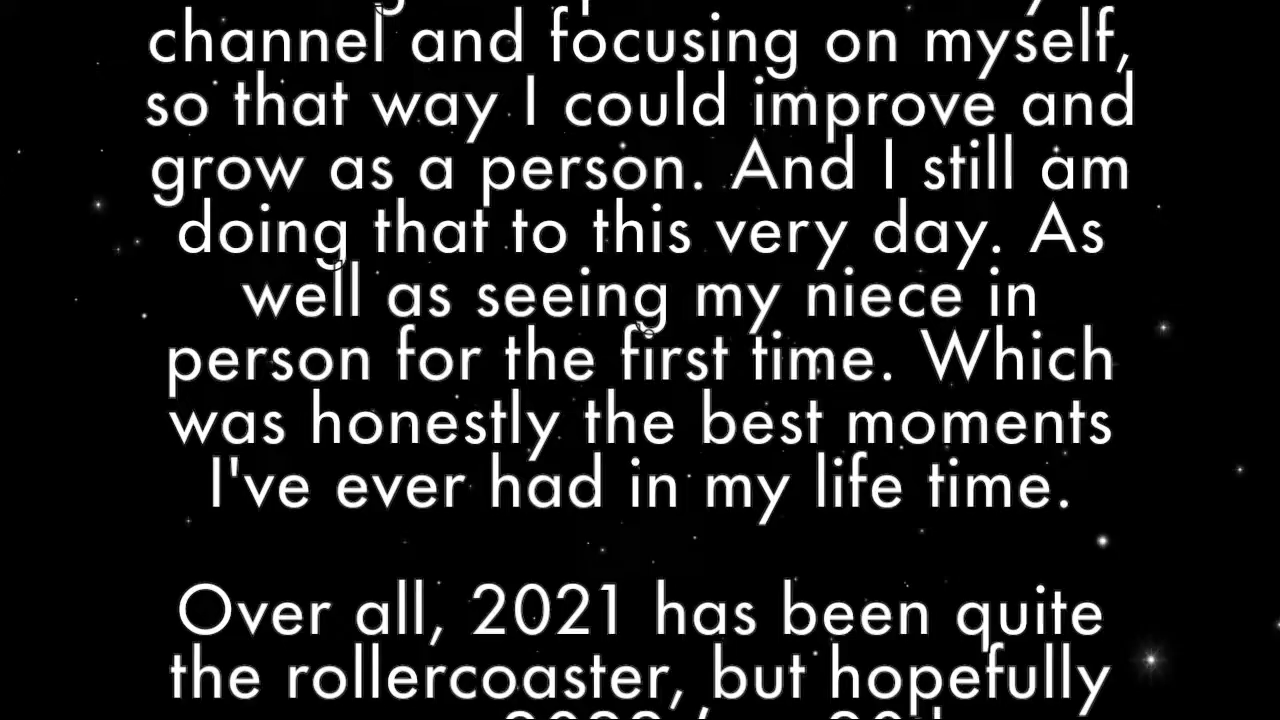 channel and focusing on myself,
so that way I could improve and
grow as a person. And I still am
doing that to this very day. As
well as seeing my niece in
person for the first time. Which
was honestly the best moments
I've ever had in my life time.
Over all, 2021 has been quite
the rollercoaster, but hopefully